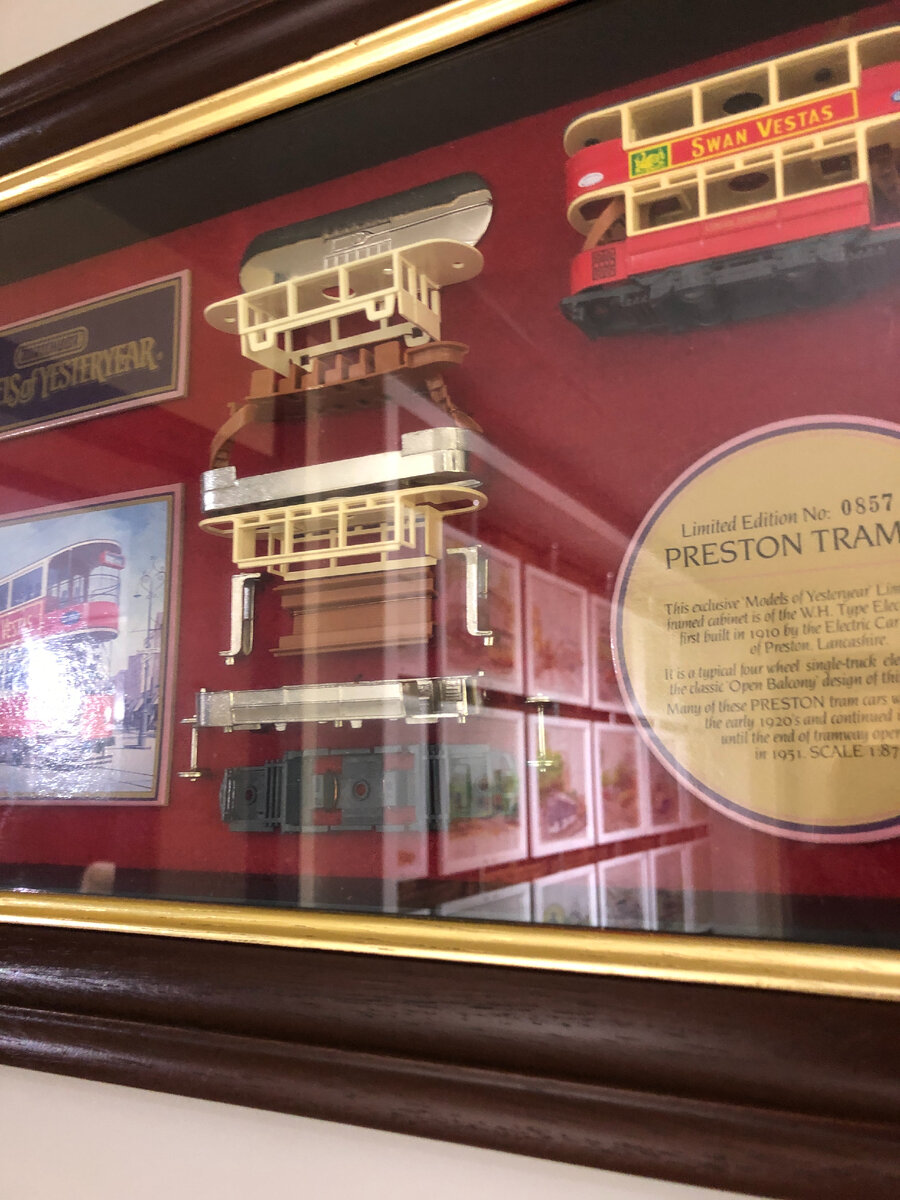 SWAN VESTAS
ELS of YESTERYEAR
VESTAS
Limited Edition No: 0857
PRESTON TRAM
This exclusive 'Models of Yesteryear' Lim
framed cabinet is of the W.H. Type Elec
first built in 1910 by the Electric Car
of Preston, Lancashire.
It is a typical four wheel single-truck ele
the classic 'Open Balcony' design of thi
Many of these PRESTON tram cars w
the early 1920's and continued
until the end of tramway oper
in 1951. SCALE 1:87